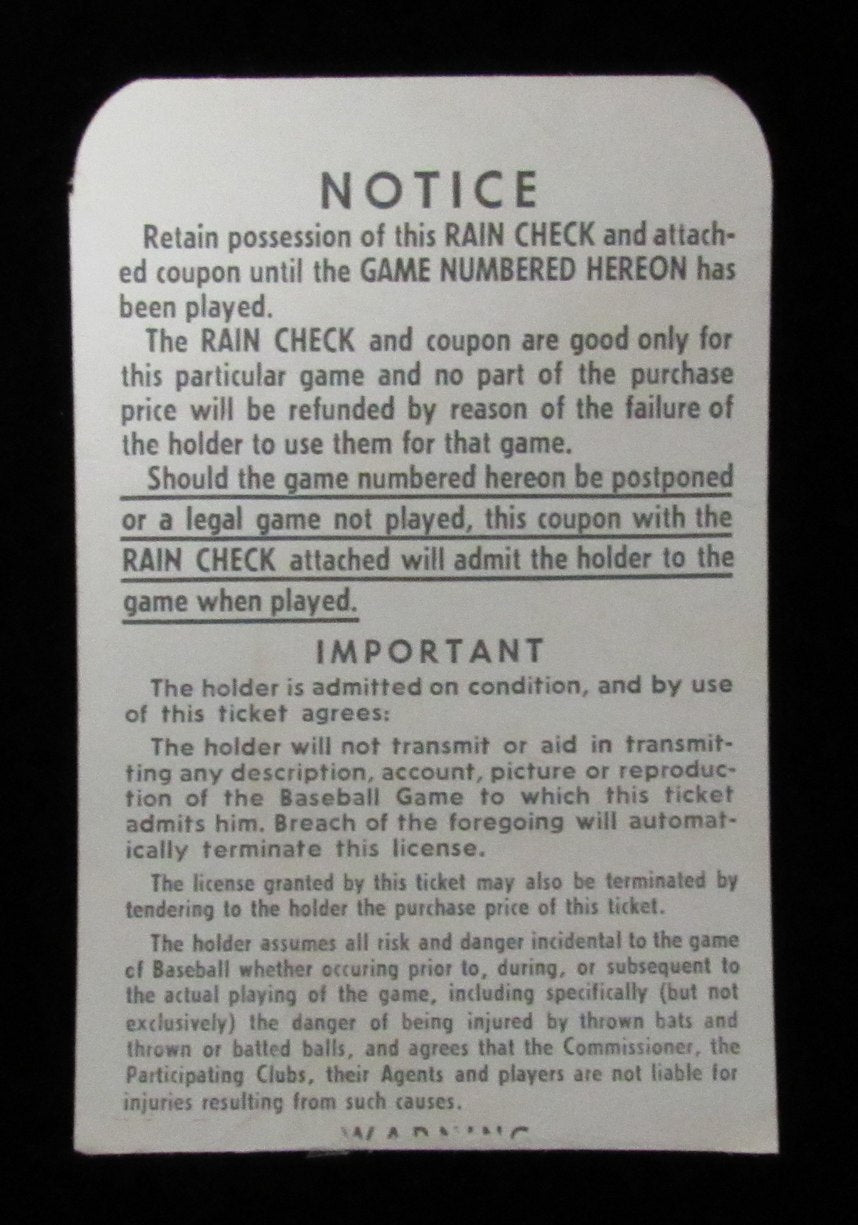 NOTICE
Retain possession of this RAIN CHECK and attach-
ed coupon until the GAME NUMBERED HEREON has
been played.
The RAIN CHECK and coupon are good only for
this particular game and no part of the purchase
price will be refunded by reason of the failure of
the holder to use them for that game.
Should the game numbered hereon be postponed
or a legal game not played, this coupon with the
RAIN CHECK attached will admit the holder to the
game when played.
IMPORTANT
The holder is admitted on condition, and by use
of this ticket agrees:
The holder will not transmit or aid in transmit-
ting any description, account, picture or reproduc-
tion of the Baseball Game to which this ticket
admits him. Breach of the foregoing will automat-
ically terminate this license.
The license granted by this ticket may also be terminated by
tendering to the holder the purchase price of this ticket.
The holder assumes all risk and danger incidental to the game
of Baseball whether occuring prior to, during, or subsequent to
the actual playing of the game, including specifically (but not
exclusively) the danger of being injured by thrown bats and
thrown or batted balls, and agrees that the Commissioner, the
Participating Clubs, their Agents and players are not liable for
injuries resulting from such causes.